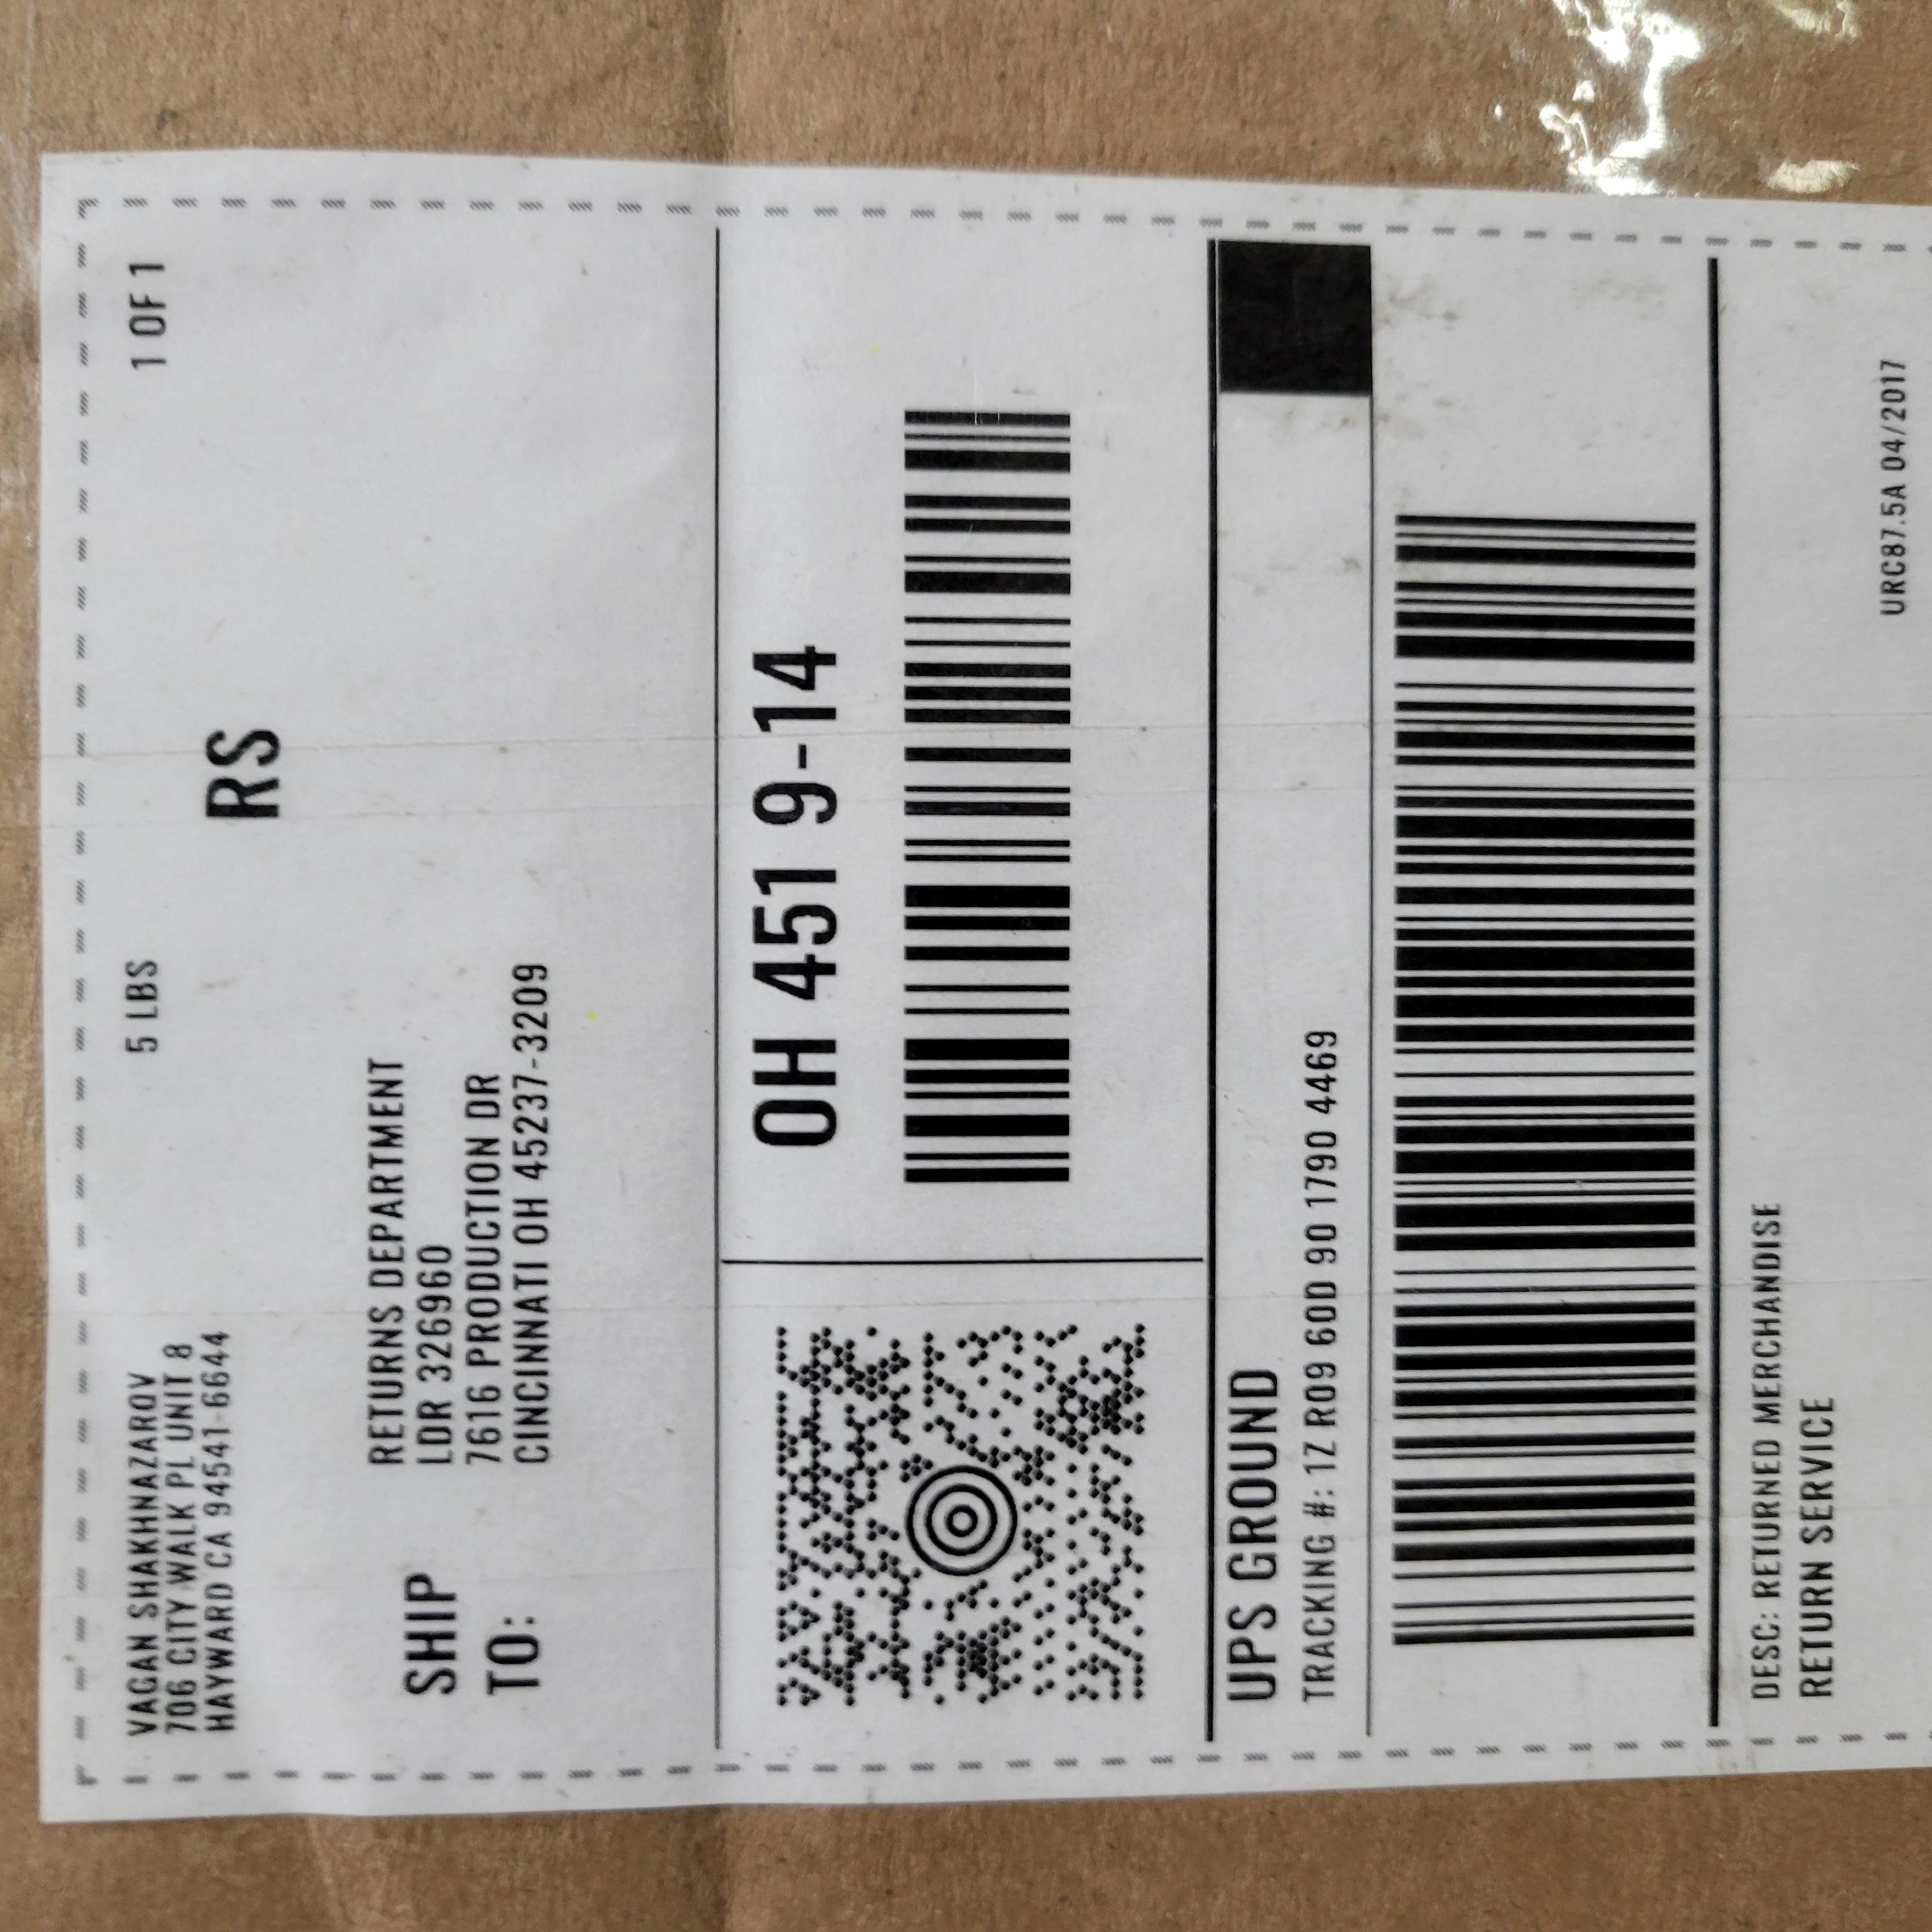 VAGAN SHAKHNAZAROV
706 CITY WALK PL UNIT 8
HAYWARD CA 94541-6644
5 LBS
1 OF 1
RS
SHIP
TO:
RETURNS DEPARTMENT
LDR 326960
7616 PRODUCTION DR
CINCINNATI OH 45237-3209
OH 451 9-14
UPS GROUND
TRACKING #: 1Z R09 60D 90 1790 4469
DESC: RETURNED MERCHANDISE
RETURN SERVICE
URC87.5A 04/2017